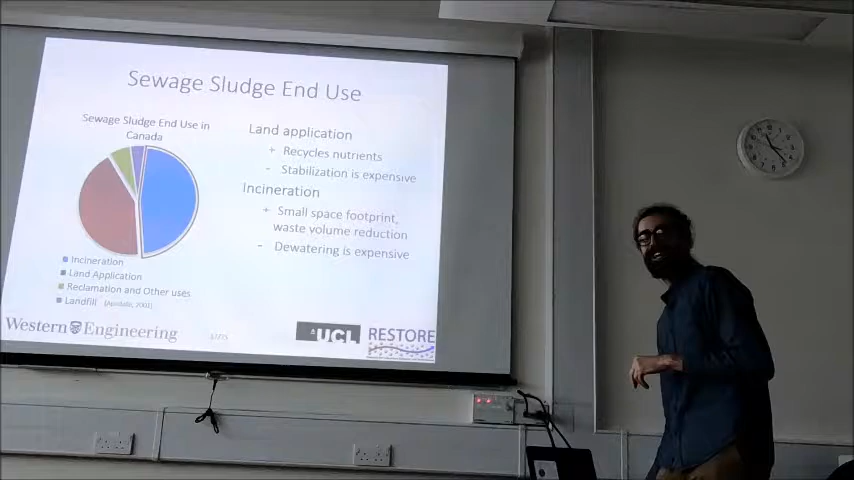 Sewage Sludge End Use
Sewage Sludge End Use in
Canada
Incineration
Land Application
Reclamation and Other uses
Landfill (Apedaile, 2001)
Land application
+ Recycles nutrients
- Stabilization is expensive
Incineration
+ Small space footprint,
waste volume reduction
- Dewatering is expensive
Western Engineering
UCL
RESTORE